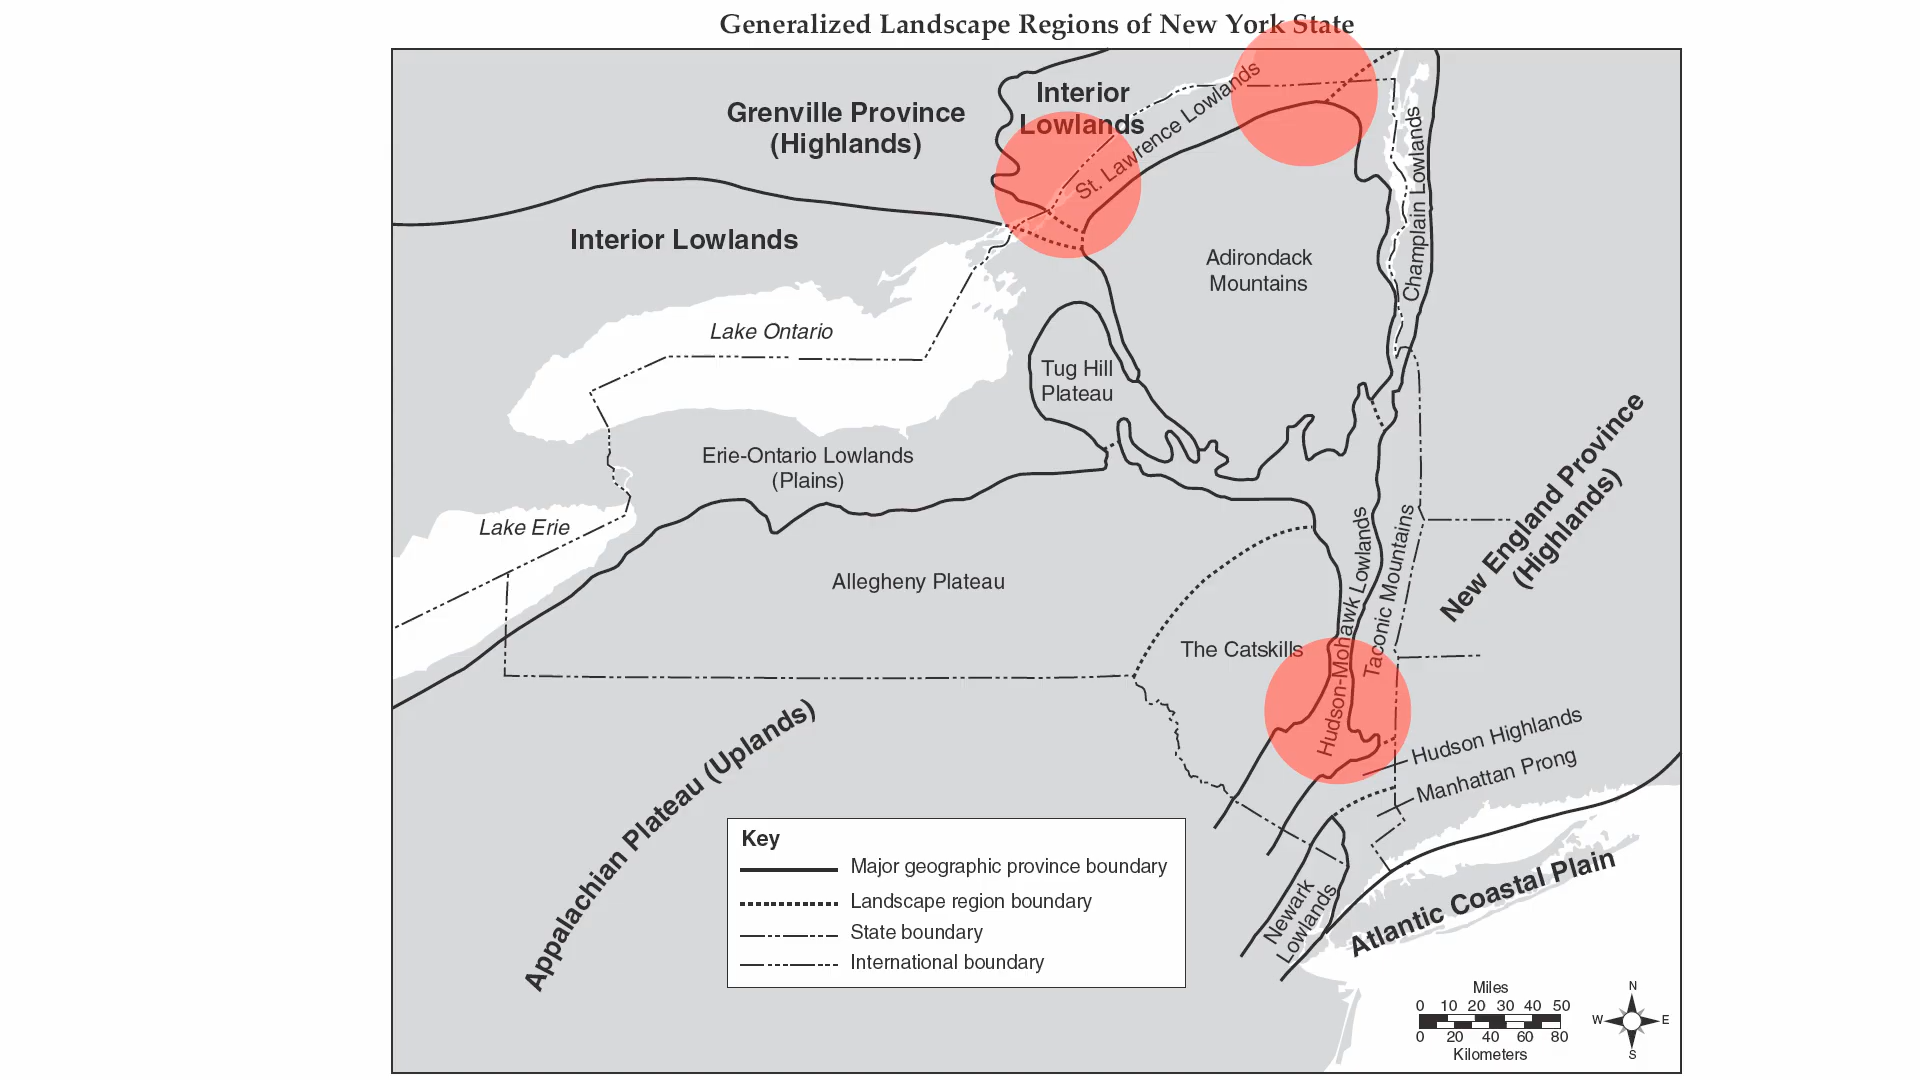 Generalized Landscape Regions of New York State
Grenville Province
(Highlands)
Interior
Lowlands
St. Lawrence Lowlands
Champlain Lowlands
Interior Lowlands
Adirondack
Mountains
Lake Ontario
Tug Hill
Plateau
Erie-Ontario Lowlands
(Plains)
Lake Erie
New England Province
(Highlands)
Allegheny Plateau
Hudson-Mohawk Lowlands
Taconic Mountains
The Catskills
Appalachian Plateau (Uplands)
Hudson Highlands
Manhattan Prong
Newark
Lowlands
Atlantic Coastal Plain
Key
Major geographic province boundary
Landscape region boundary
State boundary
International boundary
Miles
0 10 20 30 40 50
0 20 40 60 80
Kilometers
N
W E
S